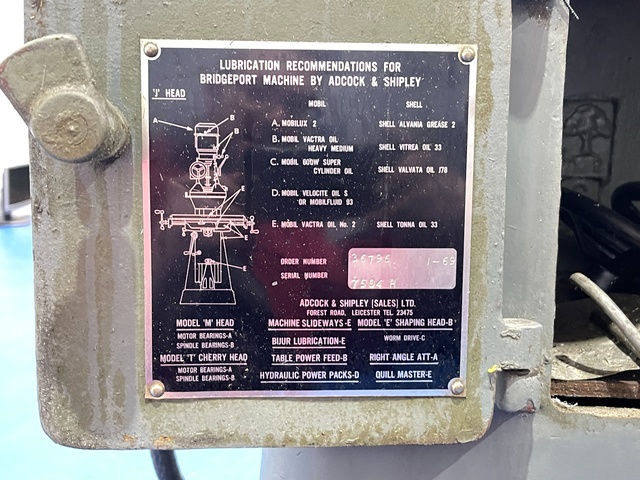 LUBRICATION RECOMMENDATIONS FOR
BRIDGEPORT MACHINE BY ADCOCK & SHIPLEY
'J' HEAD
MOBIL SHELL
A. MOBILUX 2 SHELL ALVANIA GREASE 2
B. MOBIL VACTRA OIL
HEAVY MEDIUM SHELL VITREA OIL 33
C. MOBIL 600W SUPER
CYLINDER OIL SHELL VALVATA OIL J78
D. MOBIL VELOCITE OIL S
OR MOBILFLUID 93
E. MOBIL VACTRA OIL No. 2 SHELL TONNA OIL 33
A
B
B
E
E
E
ORDER NUMBER 36796 1-69
SERIAL NUMBER 7594 H
ADCOCK & SHIPLEY (SALES) LTD.
FOREST ROAD, LEICESTER TEL 23475
MODEL 'M' HEAD
MOTOR BEARINGS-A
SPINDLE BEARINGS-B
MODEL 'T' CHERRY HEAD
MOTOR BEARINGS-A
SPINDLE BEARINGS-B
MACHINE SLIDEWAYS-E
BIJUR LUBRICATION-E
TABLE POWER FEED-B
HYDRAULIC POWER PACKS-D
MODEL 'E' SHAPING HEAD-B
WORM DRIVE-C
RIGHT ANGLE ATT-A
QUILL MASTER-E